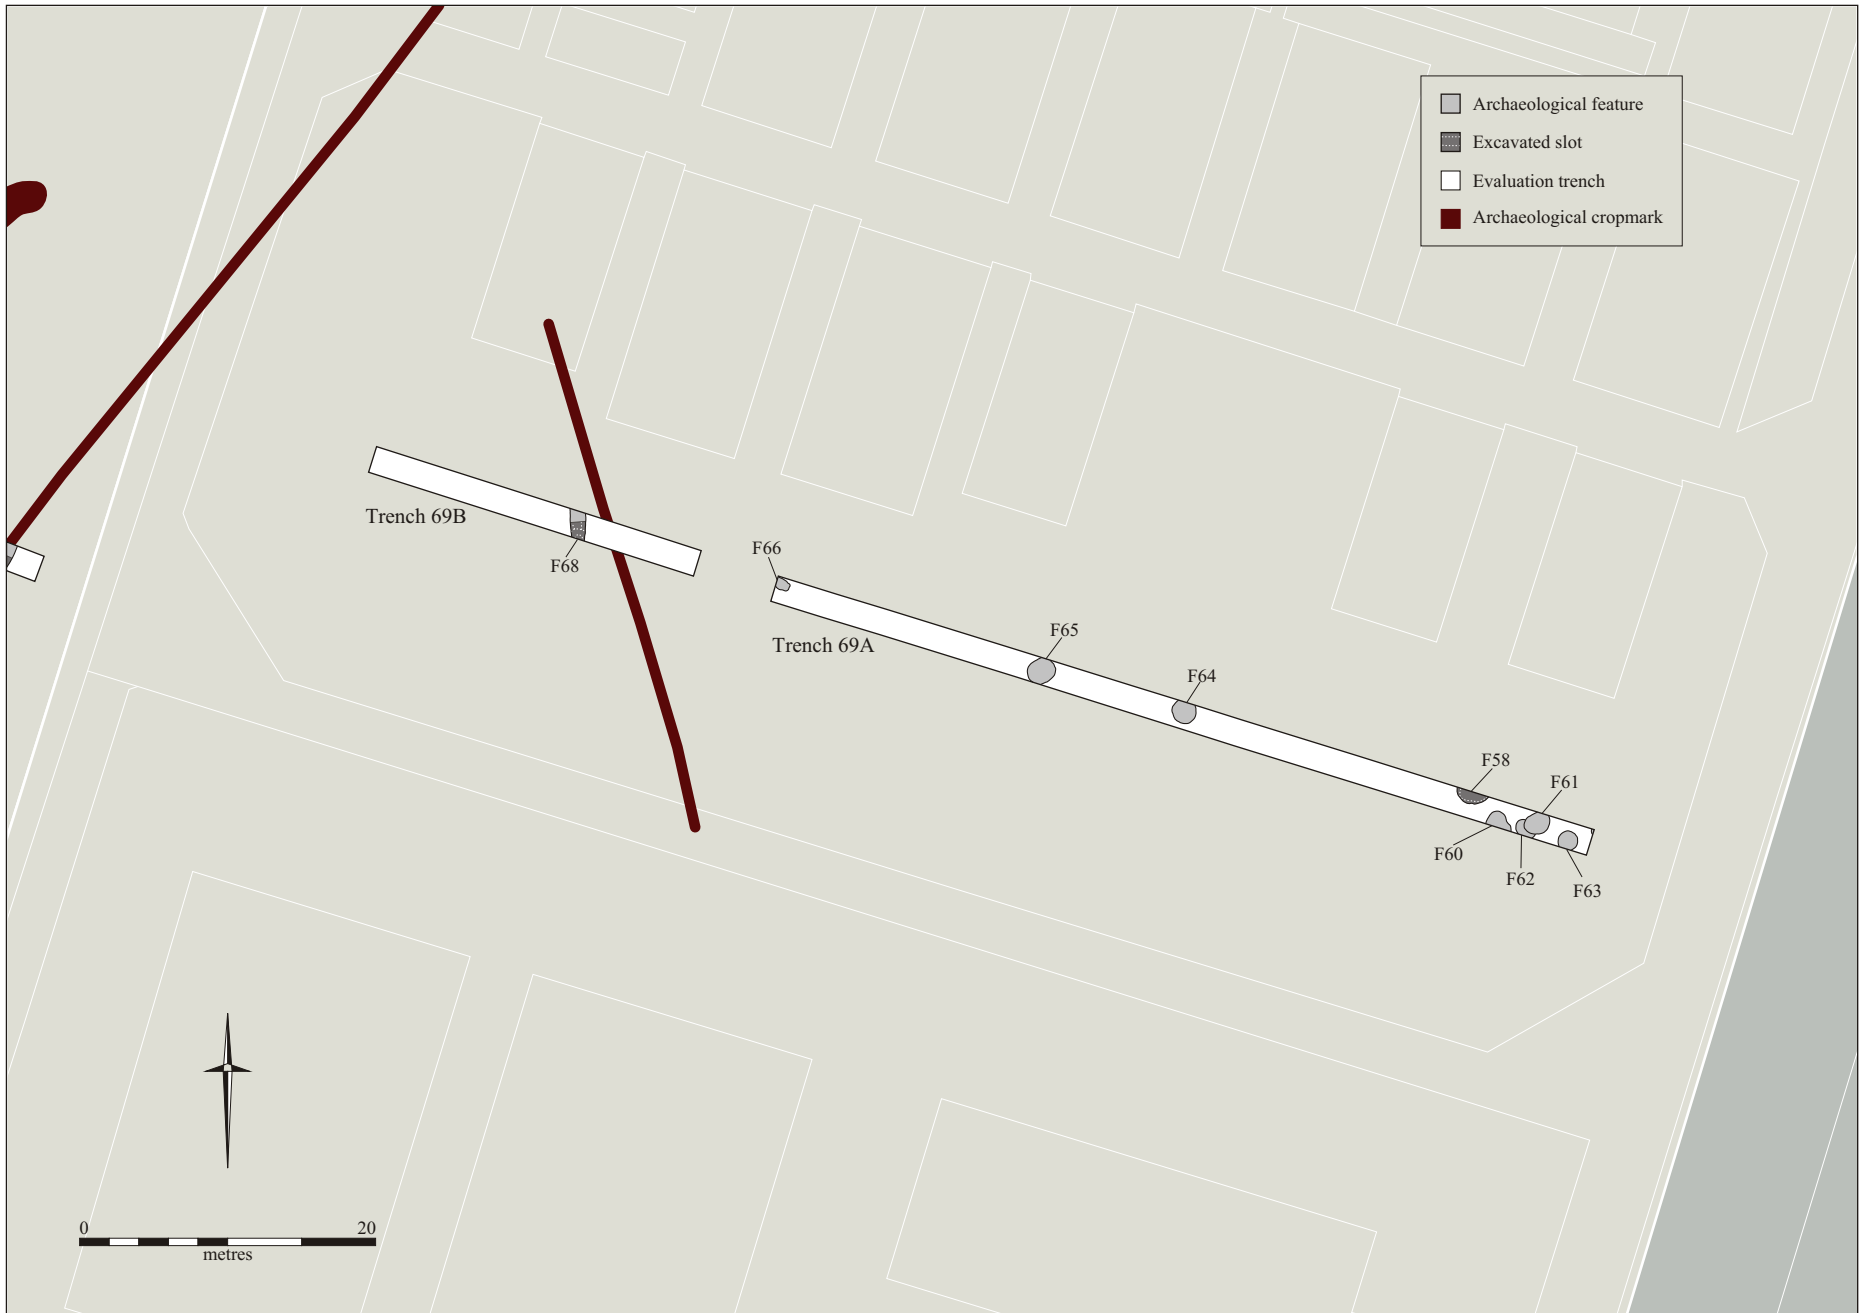 Archaeological feature
Excavated slot
Evaluation trench
Archaeological cropmark
Trench 69B
F68
F66
Trench 69A
F65
F64
F58
F61
F60
F62
F63
0 20
metres